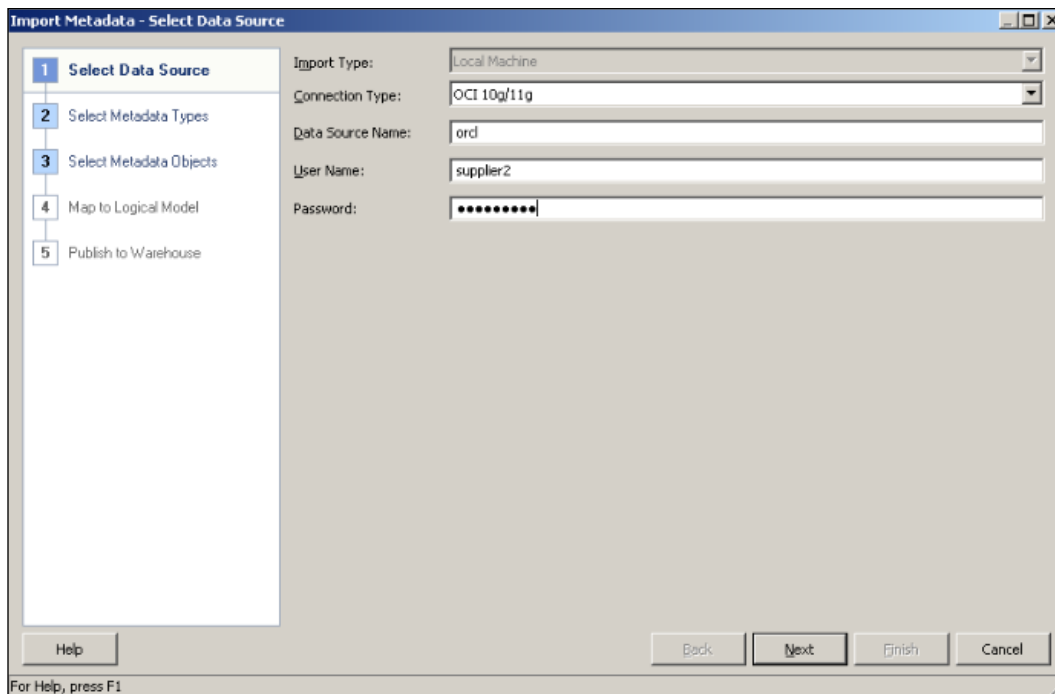 Import Metadata - Select Data Source
1 Select Data Source
2 Select Metadata Types
3 Select Metadata Objects
4 Map to Logical Model
5 Publish to Warehouse
Import Type: Local Machine
Connection Type: OCI 10g/11g
Data Source Name: orcl
User Name: supplier2
Password: ●●●●●●●●●
Help
Back
Next
Finish
Cancel
For Help, press F1